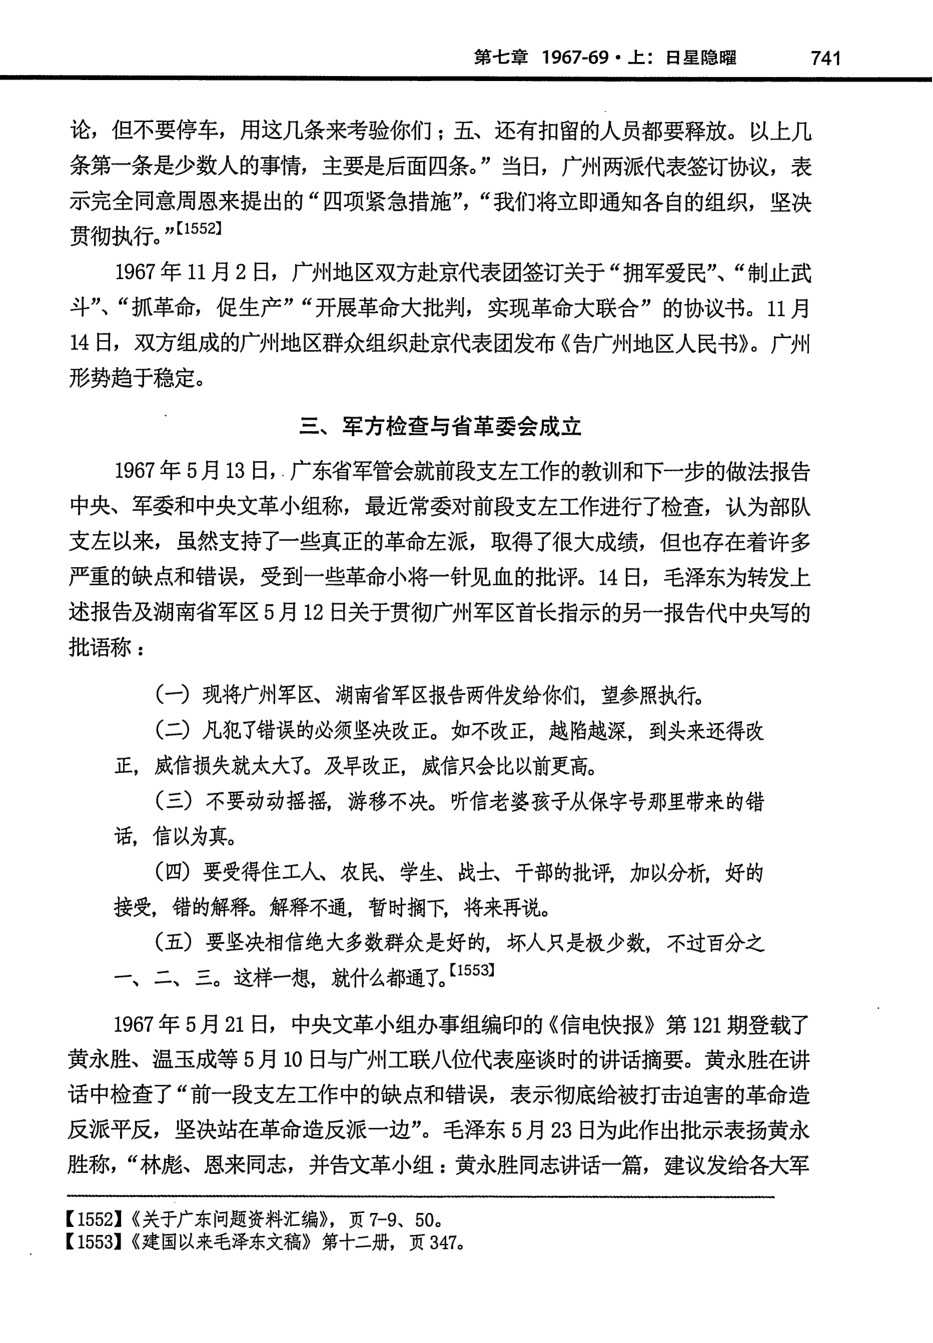 第七章 1967-69·上：日星隐曜 741
论，但不要停车，用这几条来考验你们；五、还有扣留的人员都要释放。以上几
条第一条是少数人的事情，主要是后面四条。”当日，广州两派代表签订协议，表
示完全同意周恩来提出的“四项紧急措施”，“我们将立即通知各自的组织，坚决
贯彻执行。”【1552】
1967年11月2日，广州地区双方赴京代表团签订关于“拥军爱民”、“制止武
斗”、“抓革命，促生产”“开展革命大批判，实现革命大联合”的协议书。11月
14日，双方组成的广州地区群众组织赴京代表团发布《告广州地区人民书》。广州
形势趋于稳定。
三、军方检查与省革委会成立
1967年5月13日，广东省军管会就前段支左工作的教训和下一步的做法报告
中央、军委和中央文革小组称，最近常委对前段支左工作进行了检查，认为部队
支左以来，虽然支持了一些真正的革命左派，取得了很大成绩，但也存在着许多
严重的缺点和错误，受到一些革命小将一针见血的批评。14日，毛泽东为转发上
述报告及湖南省军区5月12日关于贯彻广州军区首长指示的另一报告代中央写的
批语称：
（一）现将广州军区、湖南省军区报告两件发给你们，望参照执行。
（二）凡犯了错误的必须坚决改正。如不改正，越陷越深，到头来还得改
正，威信损失就太大了。及早改正，威信只会比以前更高。
（三）不要动动摇摇，游移不决。听信老婆孩子从保字号那里带来的错
话，信以为真。
（四）要受得住工人、农民、学生、战士、干部的批评，加以分析，好的
接受，错的解释。解释不通，暂时搁下，将来再说。
（五）要坚决相信绝大多数群众是好的，坏人只是极少数，不过百分之
一、二、三。这样一想，就什么都通了。【1553】
1967年5月21日，中央文革小组办事组编印的《信电快报》第121期登载了
黄永胜、温玉成等5月10日与广州工联八位代表座谈时的讲话摘要。黄永胜在讲
话中检查了“前一段支左工作中的缺点和错误，表示彻底给被打击迫害的革命造
反派平反，坚决站在革命造反派一边”。毛泽东5月23日为此作出批示表扬黄永
胜称，“林彪、恩来同志，并告文革小组：黄永胜同志讲话一篇，建议发给各大军
【1552】《关于广东问题资料汇编》，页7-9、50。
【1553】《建国以来毛泽东文稿》第十二册，页347。